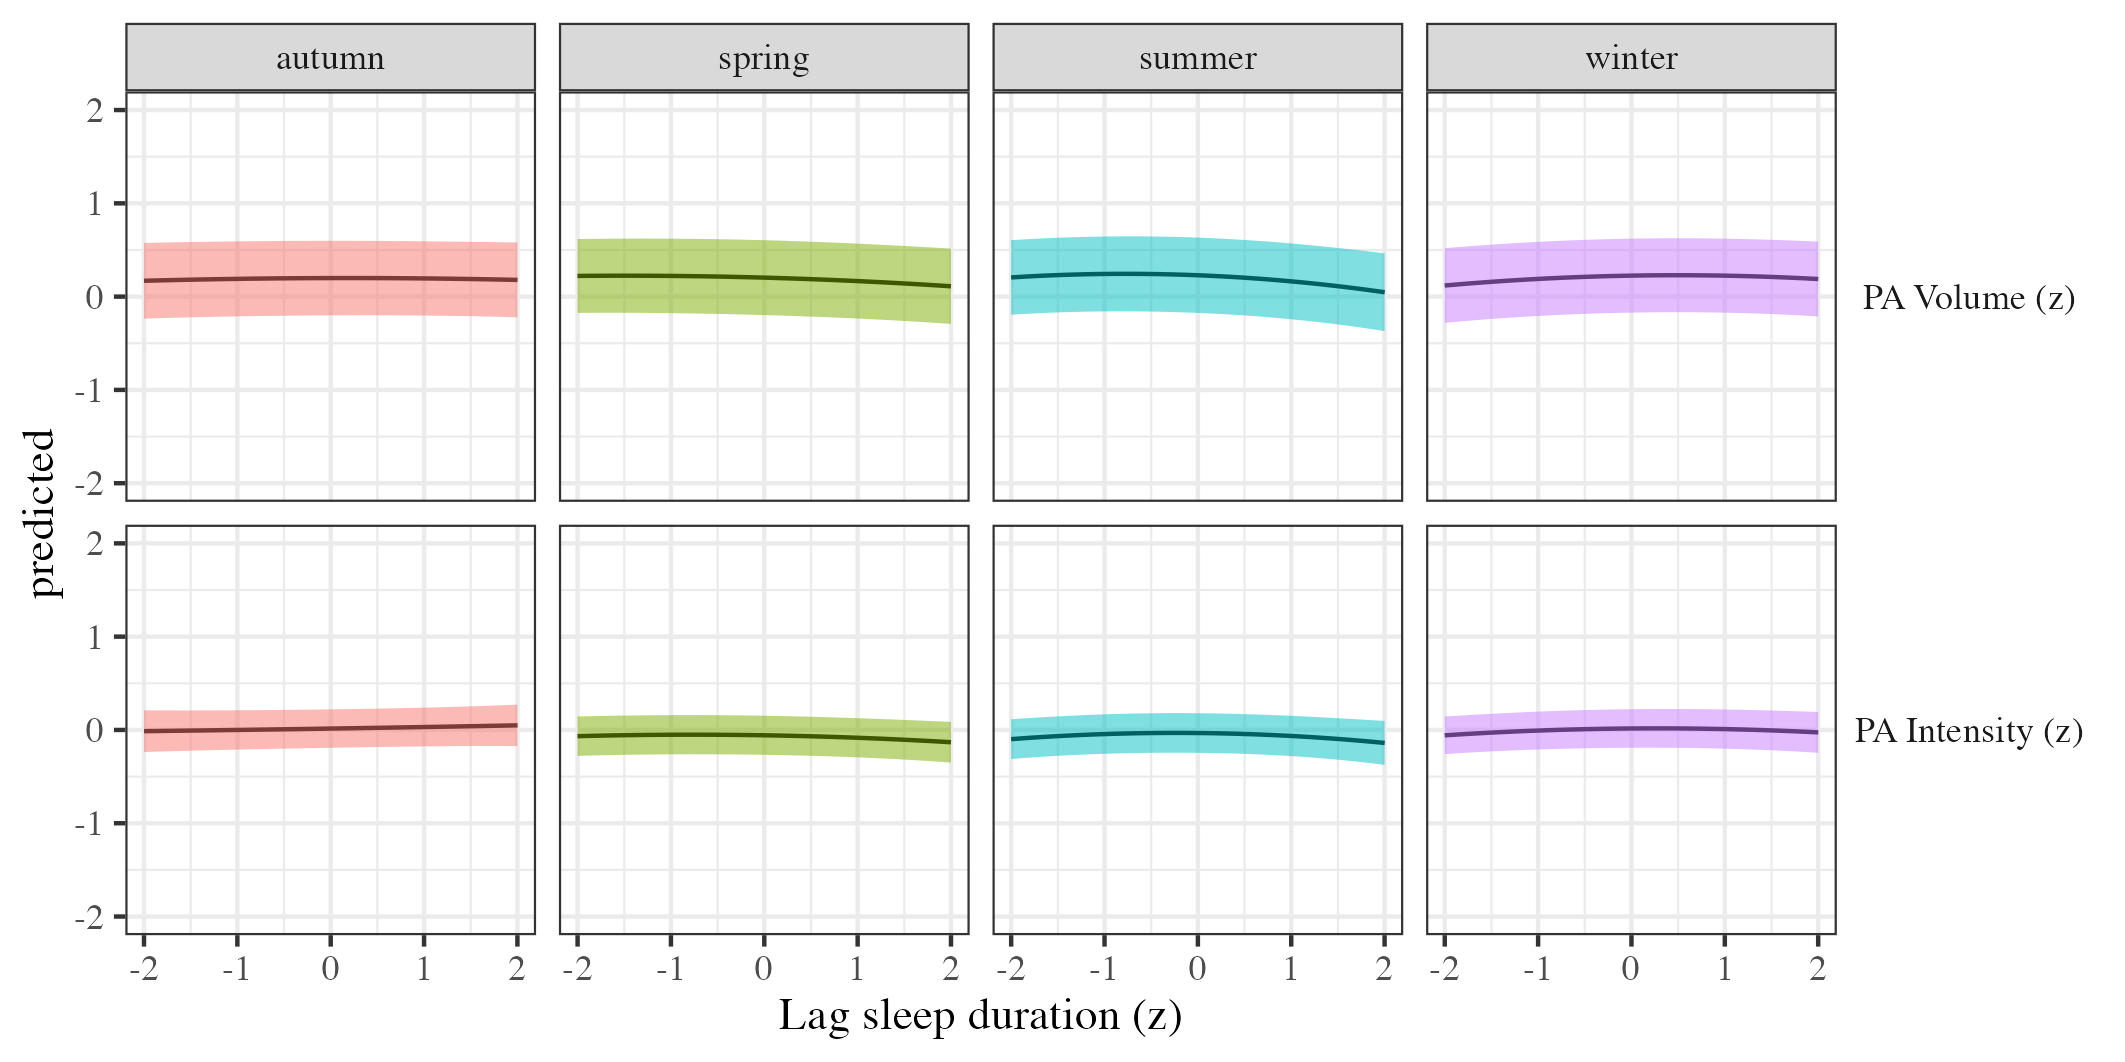 autumn spring summer winter
2
1
0
-1
-2
PA Volume (z)
predicted
2
1
0
-1
-2
PA Intensity (z)
-2 -1 0 1 2 -2 -1 0 1 2 -2 -1 0 1 2 -2 -1 0 1 2
Lag sleep duration (z)